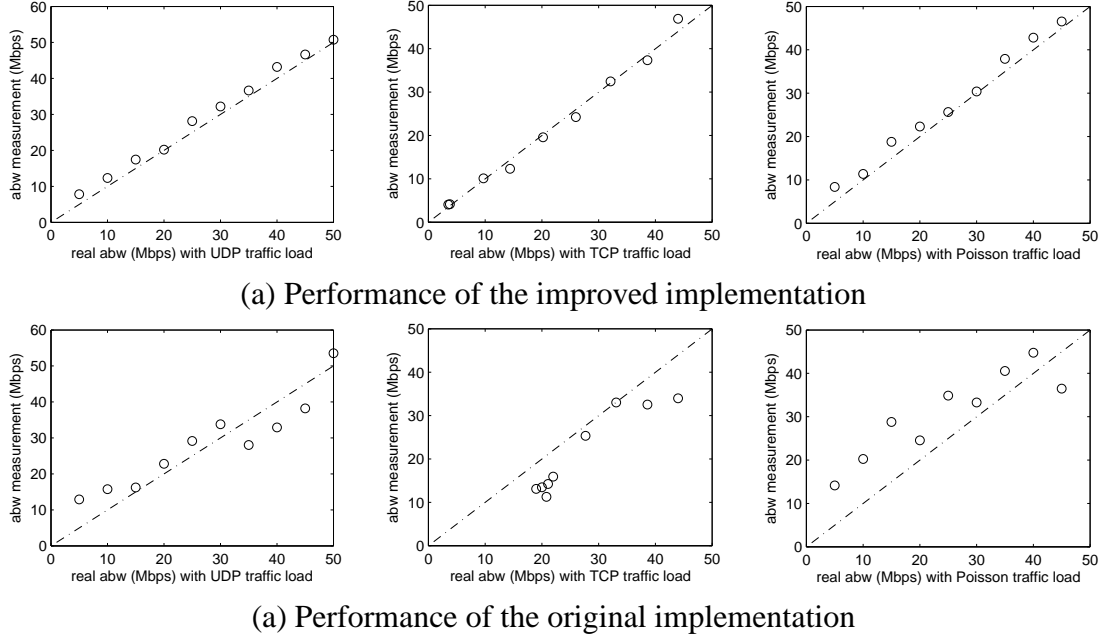 60
50
40
30
20
10
0
abw measurement (Mbps)
0 10 20 30 40 50
real abw (Mbps) with UDP traffic load
50
40
30
20
10
0
abw measurement (Mbps)
0 10 20 30 40 50
real abw (Mbps) with TCP traffic load
50
40
30
20
10
0
abw measurement (Mbps)
0 10 20 30 40 50
real abw (Mbps) with Poisson traffic load
(a) Performance of the improved implementation
60
50
40
30
20
10
0
abw measurement (Mbps)
0 10 20 30 40 50
real abw (Mbps) with UDP traffic load
50
40
30
20
10
0
abw measurement (Mbps)
0 10 20 30 40 50
real abw (Mbps) with TCP traffic load
50
40
30
20
10
0
abw measurement (Mbps)
0 10 20 30 40 50
real abw (Mbps) with Poisson traffic load
(a) Performance of the original implementation